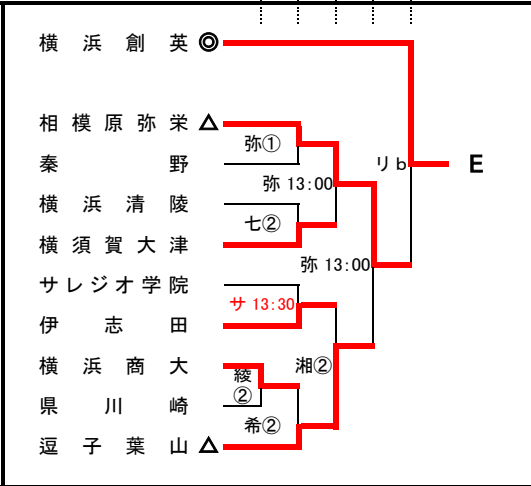 横浜創英◎
相模原弥栄△
弥①
秦野
リb
E
弥 13:00
横浜清陵
七②
横須賀大津
弥 13:00
サレジオ学院
サ 13:30
伊志田
横浜商大
湘②
綾②
県川崎
希②
逗子葉山△